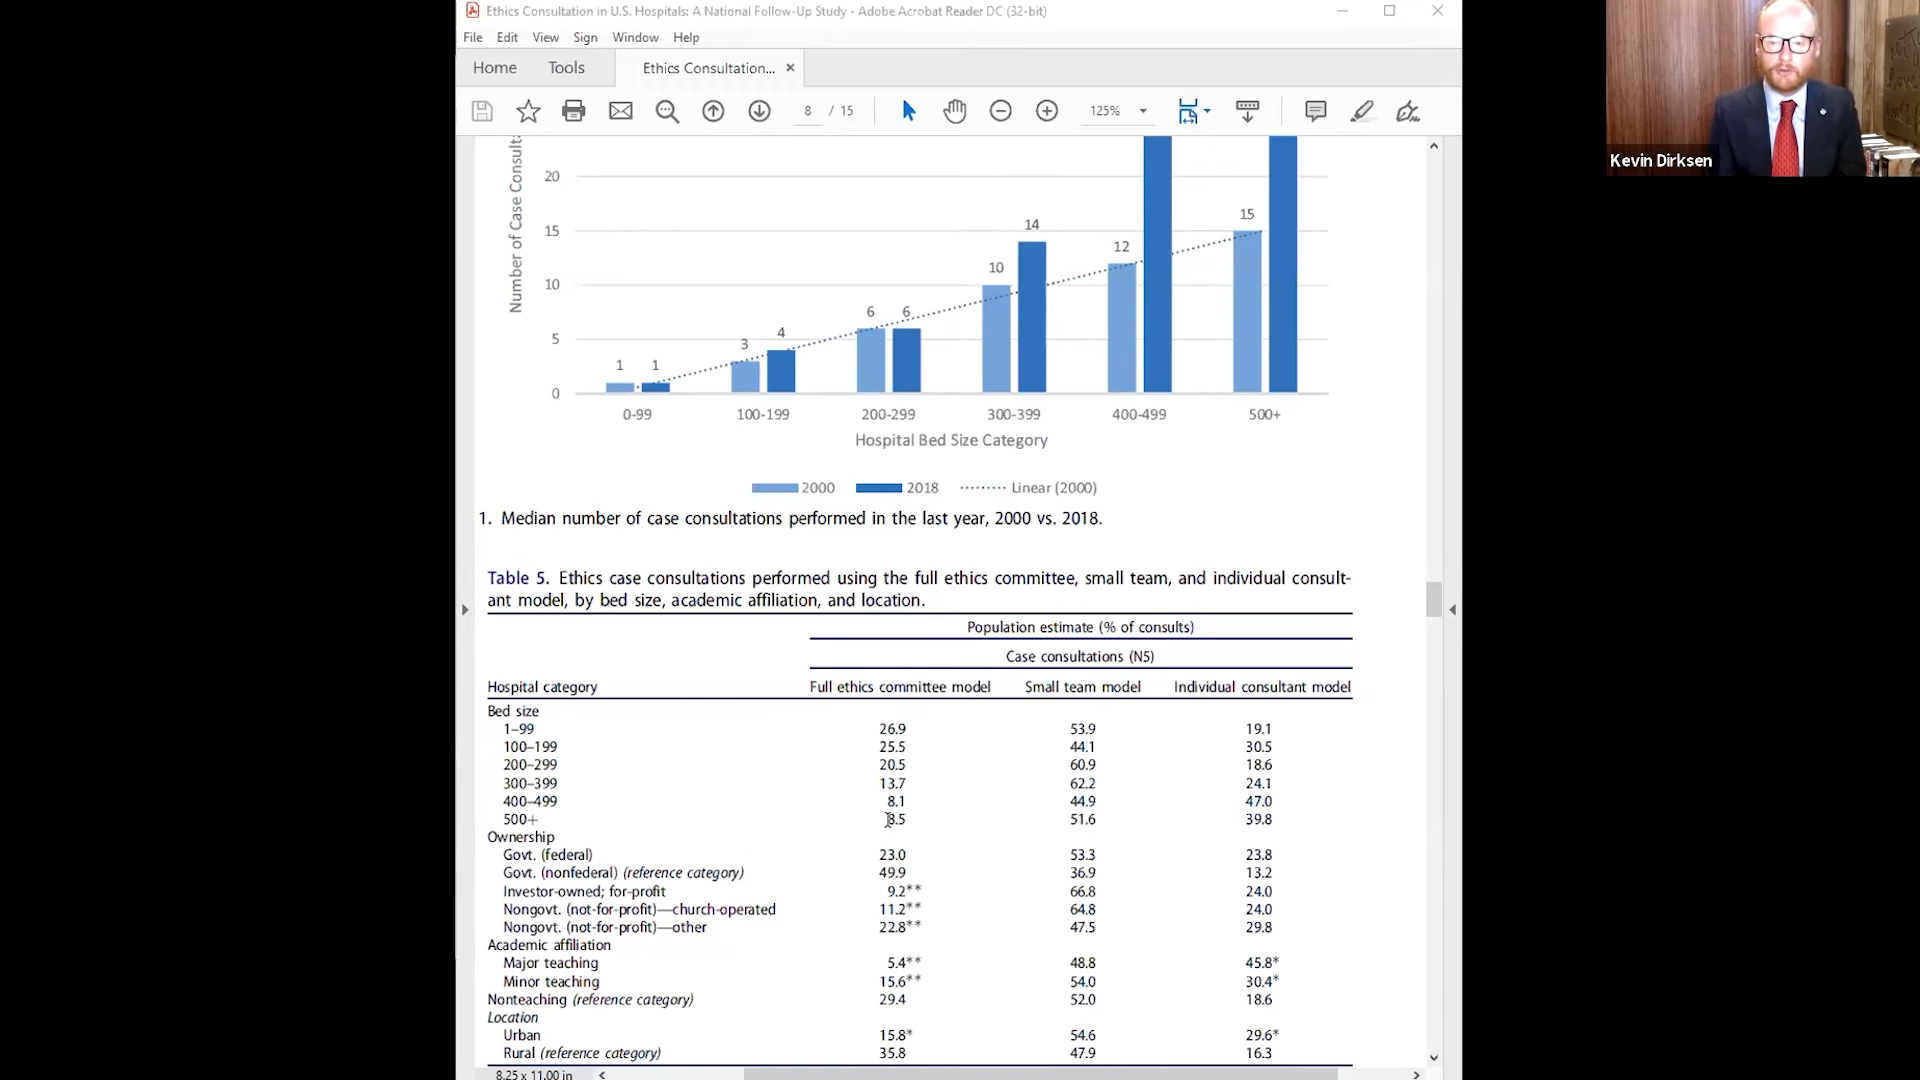 Ethics Consultation in U.S. Hospitals: A National Follow-Up Study - Adobe Acrobat Reader DC (32-bit)
File Edit View Sign Window Help
Home Tools Ethics Consultation...
8 / 15 125%
Kevin Dirksen
Number of Case Consult
20
15
10
5
0
1 1 3 4 6 6 10 14 12 15
0-99 100-199 200-299 300-399 400-499 500+
Hospital Bed Size Category
2000 2018 Linear (2000)
1. Median number of case consultations performed in the last year, 2000 vs. 2018.
Table 5. Ethics case consultations performed using the full ethics committee, small team, and individual consult-
ant model, by bed size, academic affiliation, and location.
Population estimate (% of consults)
Case consultations (N5)
Hospital category Full ethics committee model Small team model Individual consultant model
Bed size
1–99 26.9 53.9 19.1
100–199 25.5 44.1 30.5
200–299 20.5 60.9 18.6
300–399 13.7 62.2 24.1
400–499 8.1 44.9 47.0
500+ 8.5 51.6 39.8
Ownership
Govt. (federal) 23.0 53.3 23.8
Govt. (nonfederal) (reference category) 49.9 36.9 13.2
Investor-owned; for-profit 9.2** 66.8 24.0
Nongovt. (not-for-profit)—church-operated 11.2** 64.8 24.0
Nongovt. (not-for-profit)—other 22.8** 47.5 29.8
Academic affiliation
Major teaching 5.4** 48.8 45.8*
Minor teaching 15.6** 54.0 30.4*
Nonteaching (reference category) 29.4 52.0 18.6
Location
Urban 15.8* 54.6 29.6*
Rural (reference category) 35.8 47.9 16.3
8.25 x 11.00 in